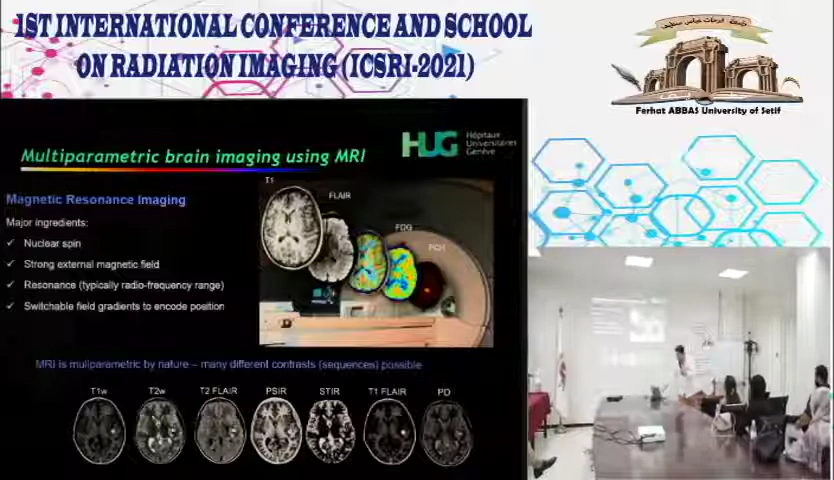 1ST INTERNATIONAL CONFERENCE AND SCHOOL
ON RADIATION IMAGING (ICSRI-2021)
Ferhat ABBAS University of Setif
Multiparametric brain imaging using MRI
HUG
Hôpitaux
Universitaires
Genève
Magnetic Resonance Imaging
Major ingredients:
✓ Nuclear spin
✓ Strong external magnetic field
✓ Resonance (typically radio-frequency range)
✓ Switchable field gradients to encode position
T1
FLAIR
FDG
MRI is muliparametric by nature – many different contrasts (sequences) possible
T1w
T2w
T2 FLAIR
PSIR
STIR
T1 FLAIR
PD